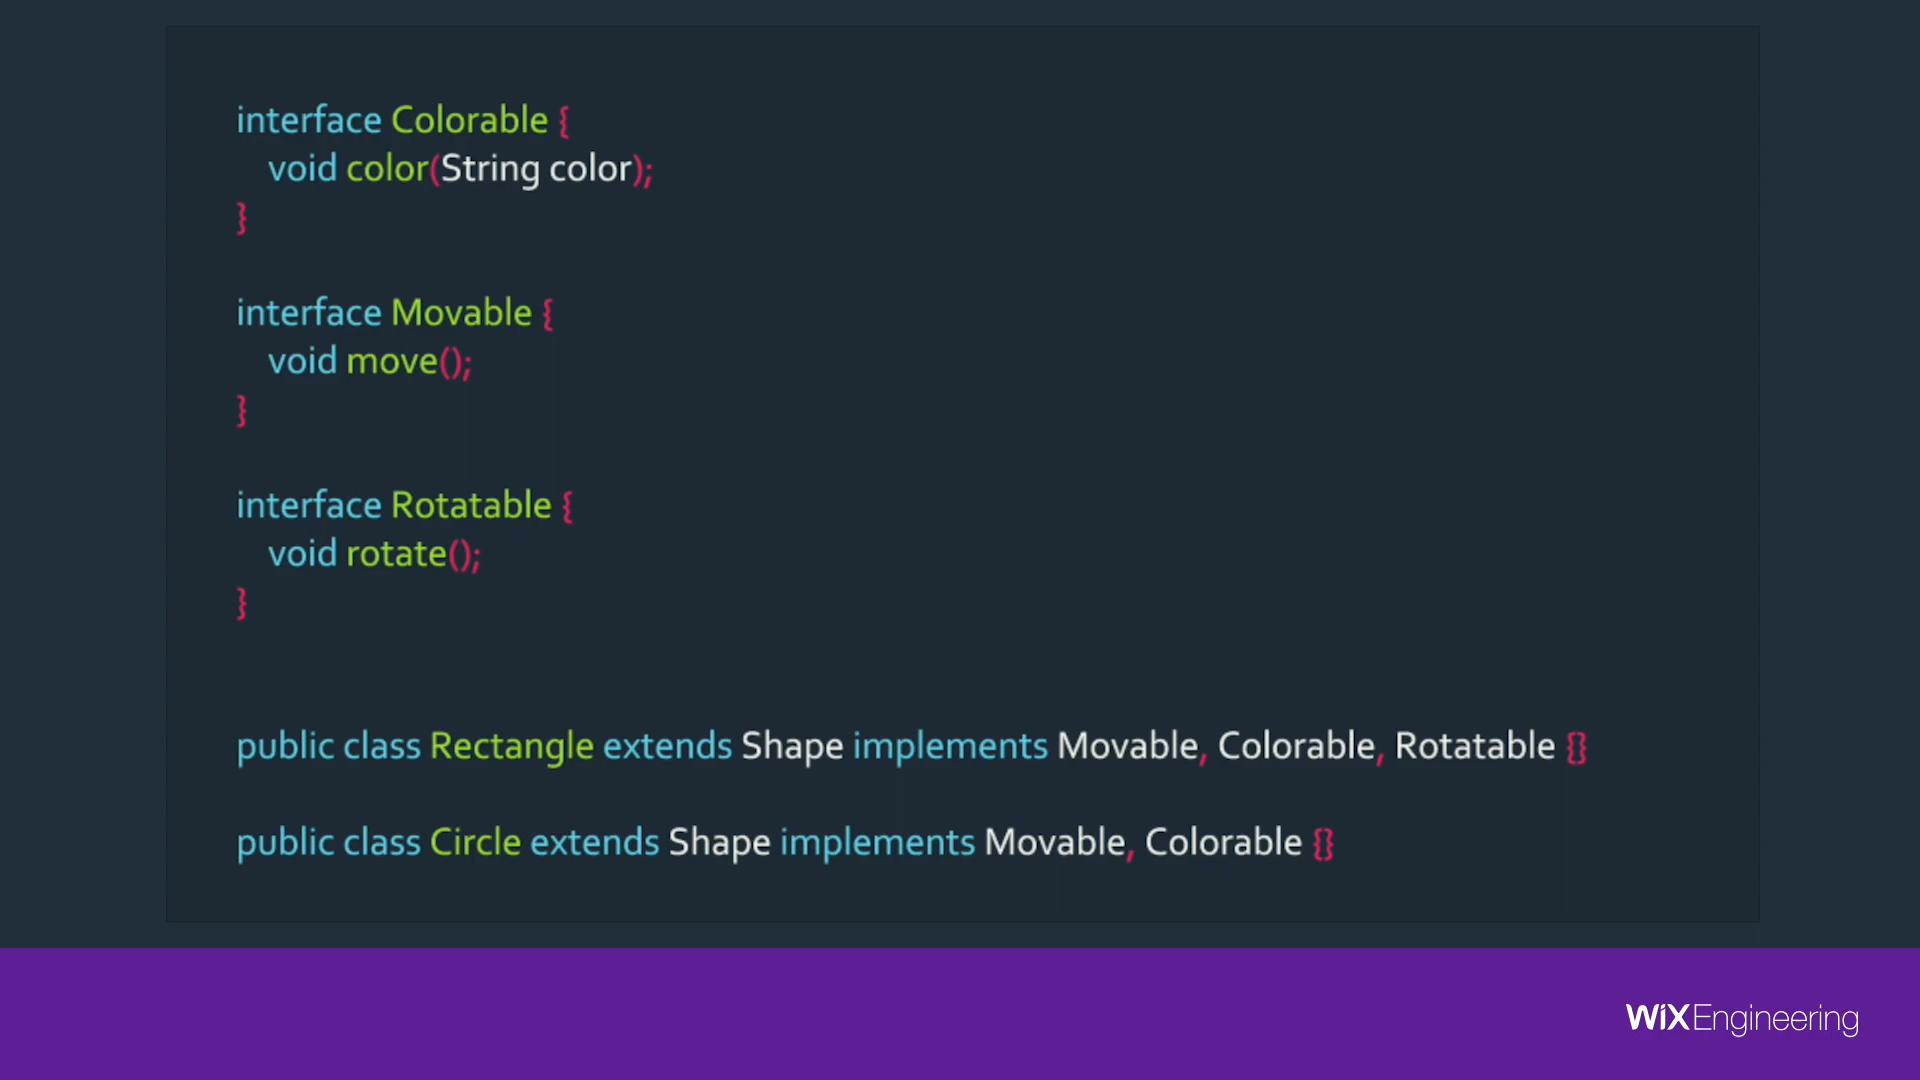 interface Colorable {
void color(String color);
}
interface Movable {
void move();
}
interface Rotatable {
void rotate();
}
public class Rectangle extends Shape implements Movable, Colorable, Rotatable {}
public class Circle extends Shape implements Movable, Colorable {}
WiX Engineering